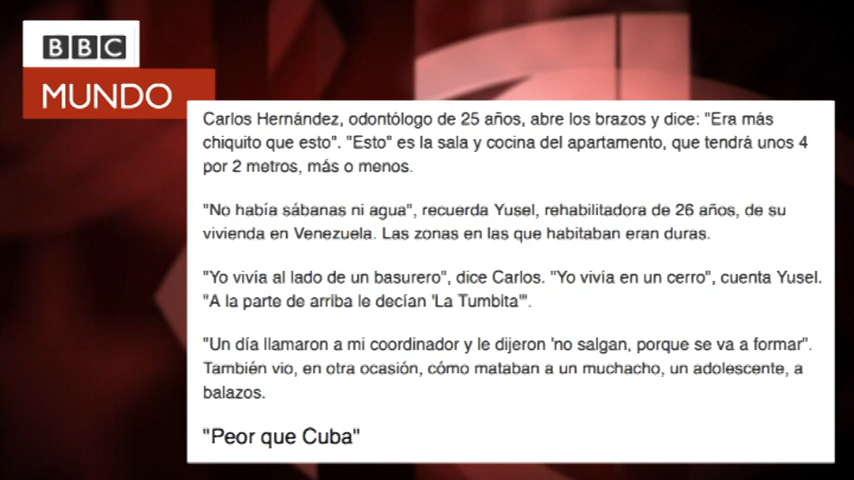 BBC
MUNDO
Carlos Hernández, odontólogo de 25 años, abre los brazos y dice: "Era más
chiquito que esto". "Esto" es la sala y cocina del apartamento, que tendrá unos 4
por 2 metros, más o menos.
"No había sábanas ni agua", recuerda Yusel, rehabilitadora de 26 años, de su
vivienda en Venezuela. Las zonas en las que habitaban eran duras.
"Yo vivía al lado de un basurero", dice Carlos. "Yo vivía en un cerro", cuenta Yusel.
"A la parte de arriba le decían 'La Tumbita'".
"Un día llamaron a mi coordinador y le dijeron 'no salgan, porque se va a formar".
También vio, en otra ocasión, cómo mataban a un muchacho, un adolescente, a
balazos.
"Peor que Cuba"